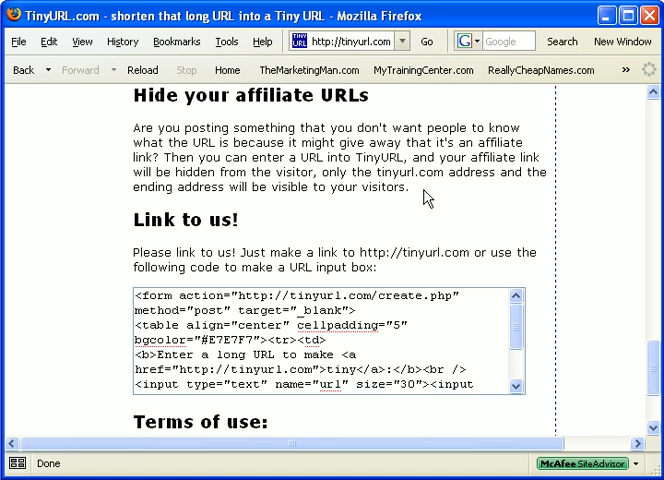 TinyURL.com - shorten that long URL into a Tiny URL - Mozilla Firefox
File Edit View History Bookmarks Tools Help http://tinyurl.com Go Google Search New Window
Back Forward Reload Stop Home TheMarketingMan.com MyTrainingCenter.com ReallyCheapNames.com »
Hide your affiliate URLs
Are you posting something that you don't want people to know
what the URL is because it might give away that it's an affiliate
link? Then you can enter a URL into TinyURL, and your affiliate link
will be hidden from the visitor, only the tinyurl.com address and the
ending address will be visible to your visitors.
Link to us!
Please link to us! Just make a link to http://tinyurl.com or use the
following code to make a URL input box:
<form action="http://tinyurl.com/create.php"
method="post" target="_blank">
<table align="center" cellpadding="5"
bgcolor="#E7E7F7"><tr><td>
<b>Enter a long URL to make <a
href="http://tinyurl.com">tiny</a>:</b><br />
<input type="text" name="url" size="30"><input
Terms of use:
Done McAfee SiteAdvisor